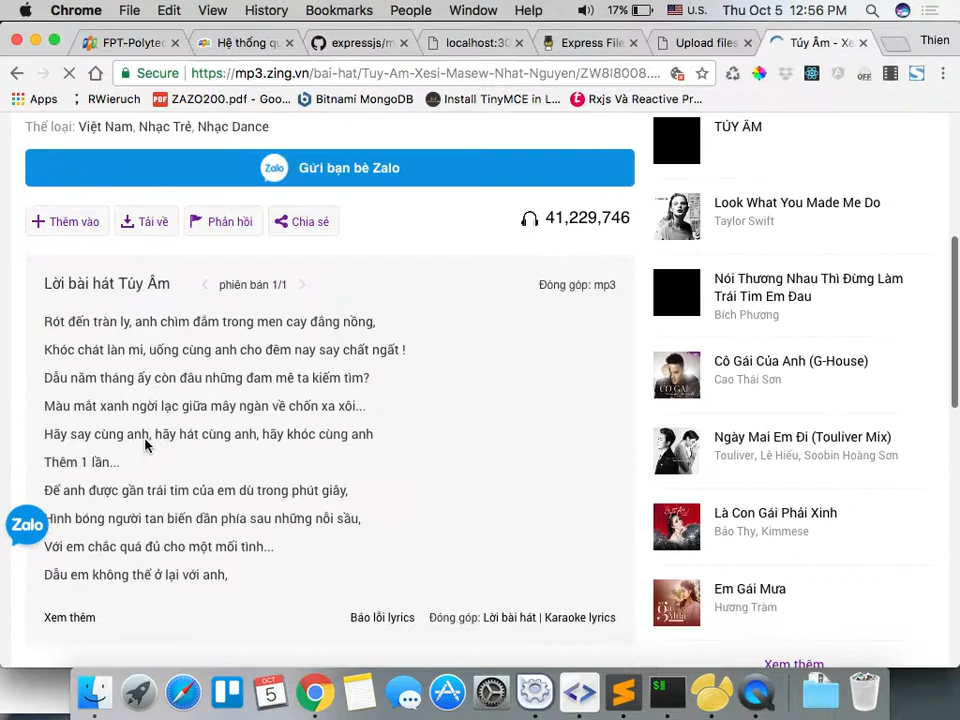 Chrome File Edit View History Bookmarks People Window Help 17% U.S. Thu Oct 5 12:56 PM
FPT-Polytec Hệ thống qu expressjs/m localhost:30 Express File Upload files Túy Âm - Xe Thien
Secure https://mp3.zing.vn/bai-hat/Tuy-Am-Xesi-Masew-Nhat-Nguyen/ZW8I8008.... OFF
Apps RWieruch ZAZO200.pdf - Goo... Bitnami MongoDB Install TinyMCE in L... Rxjs Và Reactive Pr...
Thể loại: Việt Nam, Nhạc Trẻ, Nhạc Dance
Zalo Gửi bạn bè Zalo
Thêm vào Tải về Phản hồi Chia sẻ 41,229,746
Lời bài hát Túy Âm phiên bản 1/1 Đóng góp: mp3
Rót đến tràn ly, anh chìm đắm trong men cay đắng nồng,
Khóc chát làn mi, uống cùng anh cho đêm nay say chất ngất !
Dẫu năm tháng ấy còn đâu những đam mê ta kiếm tìm?
Màu mắt xanh ngời lạc giữa mây ngàn về chốn xa xôi...
Hãy say cùng anh, hãy hát cùng anh, hãy khóc cùng anh
Thêm 1 lần...
Để anh được gần trái tim của em dù trong phút giây,
Hình bóng người tan biến dần phía sau những nỗi sầu,
Với em chắc quá đủ cho một mối tình...
Dẫu em không thể ở lại với anh,
Xem thêm Báo lỗi lyrics Đóng góp: Lời bài hát | Karaoke lyrics
Zalo
TÚY ÂM
Look What You Made Me Do
Taylor Swift
Nói Thương Nhau Thì Đừng Làm
Trái Tim Em Đau
Bích Phương
Cô Gái Của Anh (G-House)
Cao Thái Sơn
Ngày Mai Em Đi (Touliver Mix)
Touliver, Lê Hiếu, Soobin Hoàng Sơn
Là Con Gái Phải Xinh
Bảo Thy, Kimmese
Em Gái Mưa
Hương Tràm
Xem thêm
OCT
5